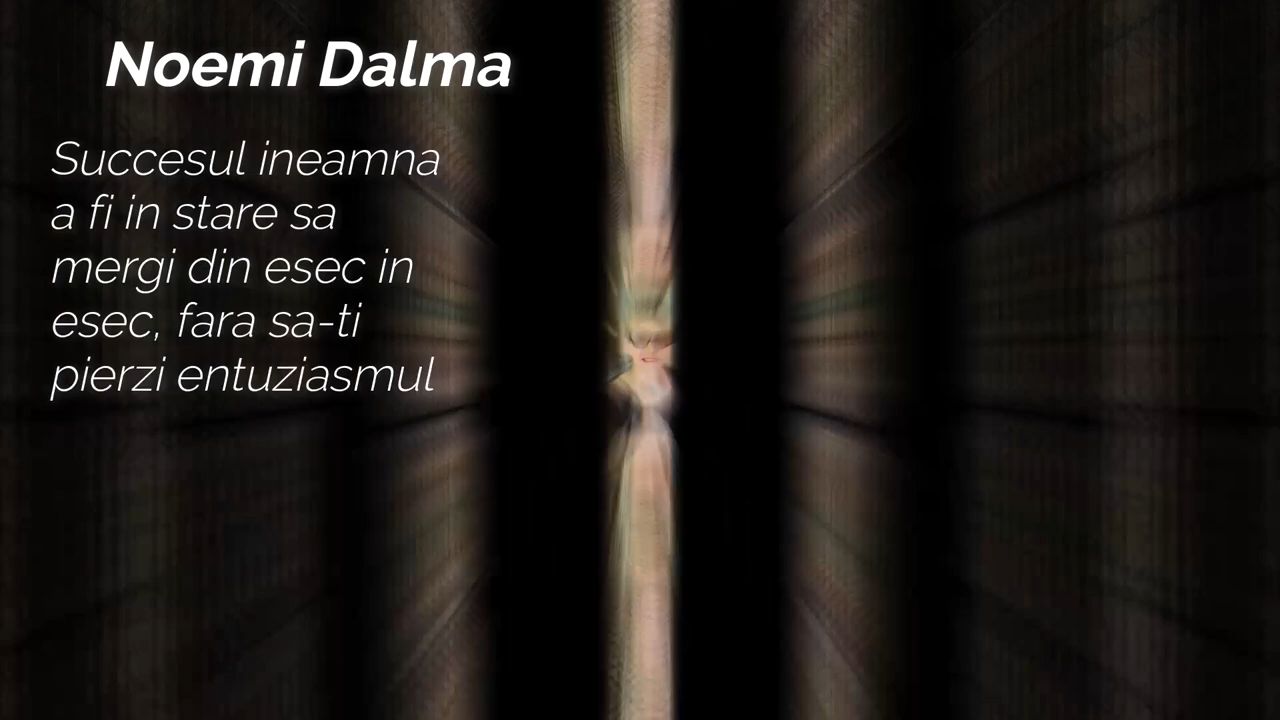 Noemi Dalma
Succesul ineamna
a fi in stare sa
mergi din esec in
esec, fara sa-ti
pierzi entuziasmul